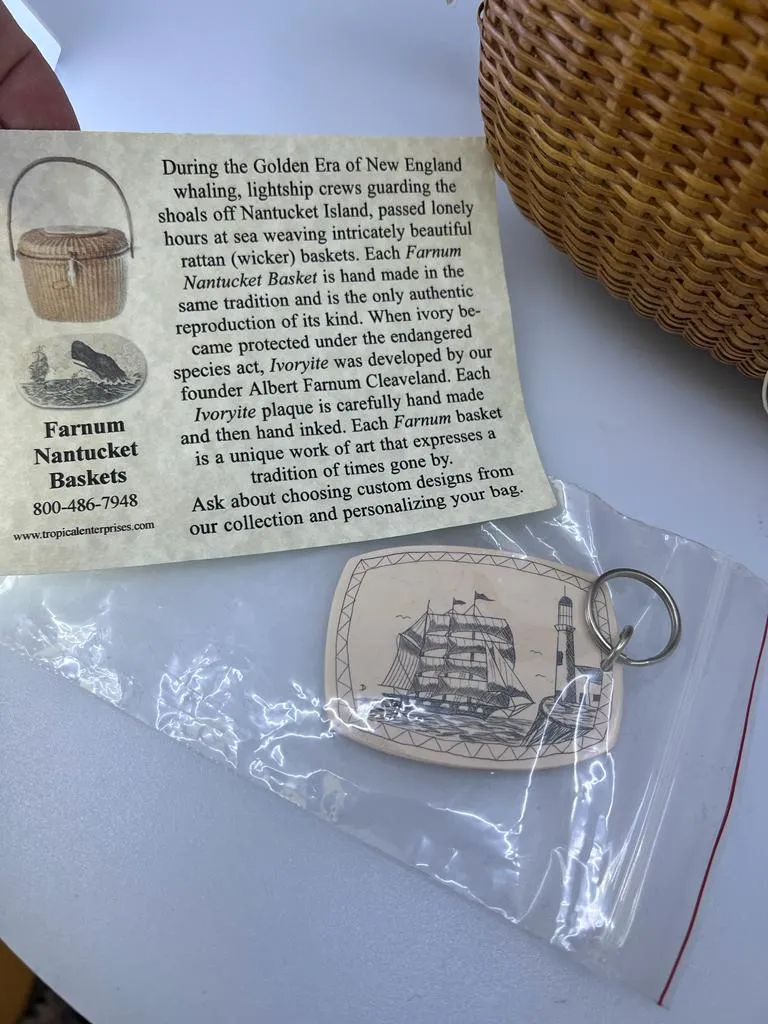 During the Golden Era of New England
whaling, lightship crews guarding the
shoals off Nantucket Island, passed lonely
hours at sea weaving intricately beautiful
rattan (wicker) baskets. Each Farnum
Nantucket Basket is hand made in the
same tradition and is the only authentic
reproduction of its kind. When ivory be-
came protected under the endangered
species act, Ivoryite was developed by our
founder Albert Farnum Cleaveland. Each
Ivoryite plaque is carefully hand made
and then hand inked. Each Farnum basket
is a unique work of art that expresses a
tradition of times gone by.
Ask about choosing custom designs from
our collection and personalizing your bag.
Farnum
Nantucket
Baskets
800-486-7948
www.tropicalenterprises.com